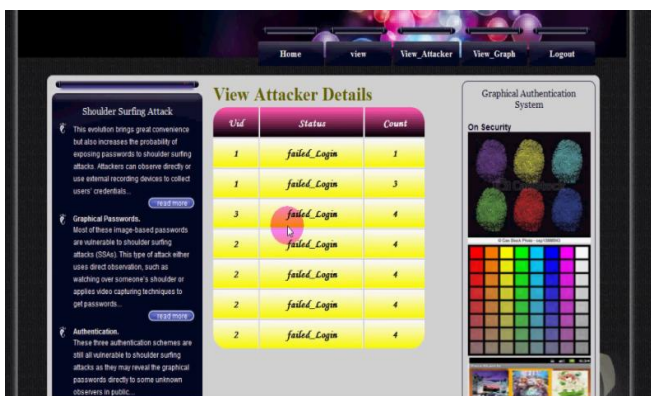 Home view View_Attacker View_Graph Logout
Shoulder Surfing Attack
This evolution brings great convenience
but also increases the probability of
exposing passwords to shoulder surfing
attacks. Attackers can observe directly or
use external recording devices to collect
users' credentials...
read more
Graphical Passwords.
Most of these image-based passwords
are vulnerable to shoulder surfing
attacks (SSAs). This type of attack either
uses direct observation, such as
watching over someone's shoulder or
applies video capturing techniques to
get passwords...
read more
Authentication.
These three authentication schemes are
still all vulnerable to shoulder surfing
attacks as they may reveal the graphical
passwords directly to some unknown
observers in public...
View Attacker Details
Uid Status Count
1 failed_Login 1
1 failed_Login 3
3 failed_Login 4
2 failed_Login 4
2 failed_Login 4
2 failed_Login 4
2 failed_Login 4
Graphical Authentication
System
On Security